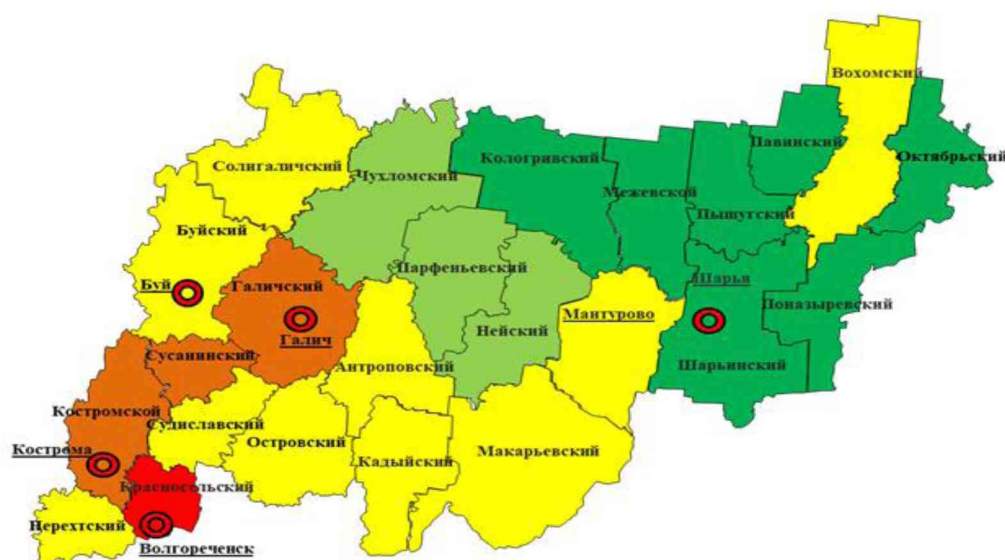 Вохомский
Павинский
Октябрьский
Кологривский
Солигаличский
Чухломский
Межевской
Пыщугский
Буйский
Парфеньевский
Шарья
Буй
Галичский
Поназыревский
Мантурово
Нейский
Галич
Сусанинский
Антроповский
Шарьинский
Костромской
Судиславский
Островский
Кострома
Кадыйский
Макарьевский
Красносельский
Нерехтский
Волгореченск